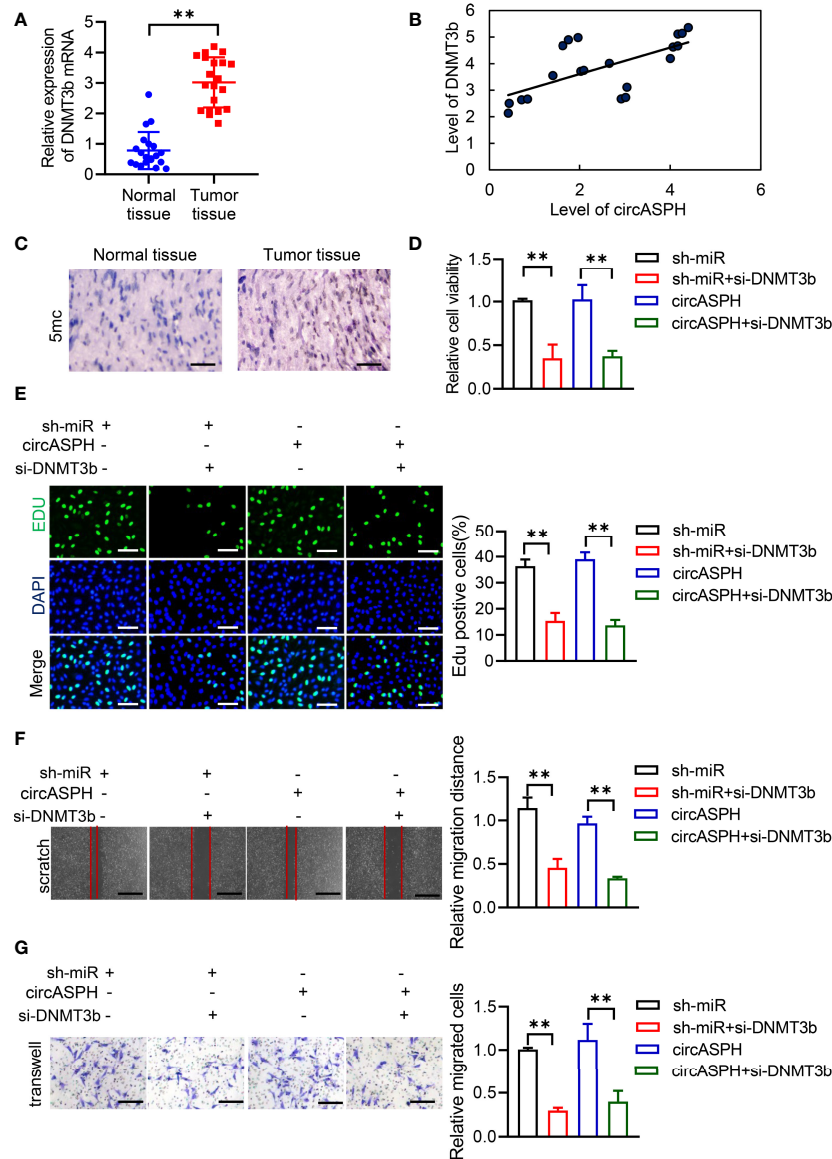 A
**
Relative expression
of DNMT3b mRNA
5
4
3
2
1
0
Normal
tissue
Tumor
tissue
B
Level of DNMT3b
6
5
4
3
2
1
0
0
2
4
6
Level of circASPH
C
Normal tissue
Tumor tissue
5mc
D
Relative cell viability
1.5
1.0
0.5
0.0
**
**
sh-miR
sh-miR+si-DNMT3b
circASPH
circASPH+si-DNMT3b
E
sh-miR + + - -
circASPH - - + +
si-DNMT3b - + - +
EDU
DAPI
Merge
Edu postive cells(%)
50
40
30
20
10
0
**
**
sh-miR
sh-miR+si-DNMT3b
circASPH
circASPH+si-DNMT3b
F
sh-miR + + - -
circASPH - - + +
si-DNMT3b - + - +
scratch
Relative migration distance
1.5
1.0
0.5
0.0
**
**
sh-miR
sh-miR+si-DNMT3b
circASPH
circASPH+si-DNMT3b
G
sh-miR + + - -
circASPH - - + +
si-DNMT3b - + - +
transwell
Relative migrated cells
1.5
1.0
0.5
0.0
**
**
sh-miR
sh-miR+si-DNMT3b
circASPH
circASPH+si-DNMT3b